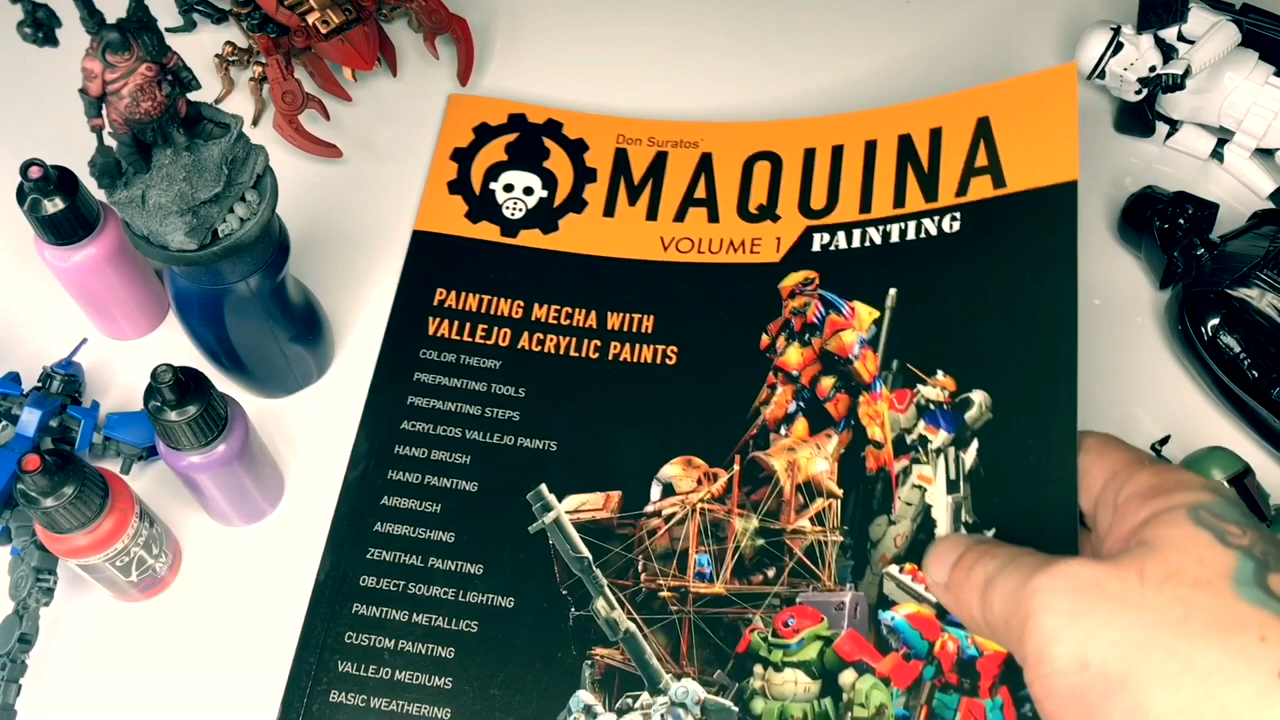 Don Suratos'
MAQUINA
VOLUME 1
PAINTING
PAINTING MECHA WITH
VALLEJO ACRYLIC PAINTS
COLOR THEORY
PREPAINTING TOOLS
PREPAINTING STEPS
ACRYLICOS VALLEJO PAINTS
HAND BRUSH
HAND PAINTING
AIRBRUSH
AIRBRUSHING
ZENITHAL PAINTING
OBJECT SOURCE LIGHTING
PAINTING METALLICS
CUSTOM PAINTING
VALLEJO MEDIUMS
BASIC WEATHERING
GAME